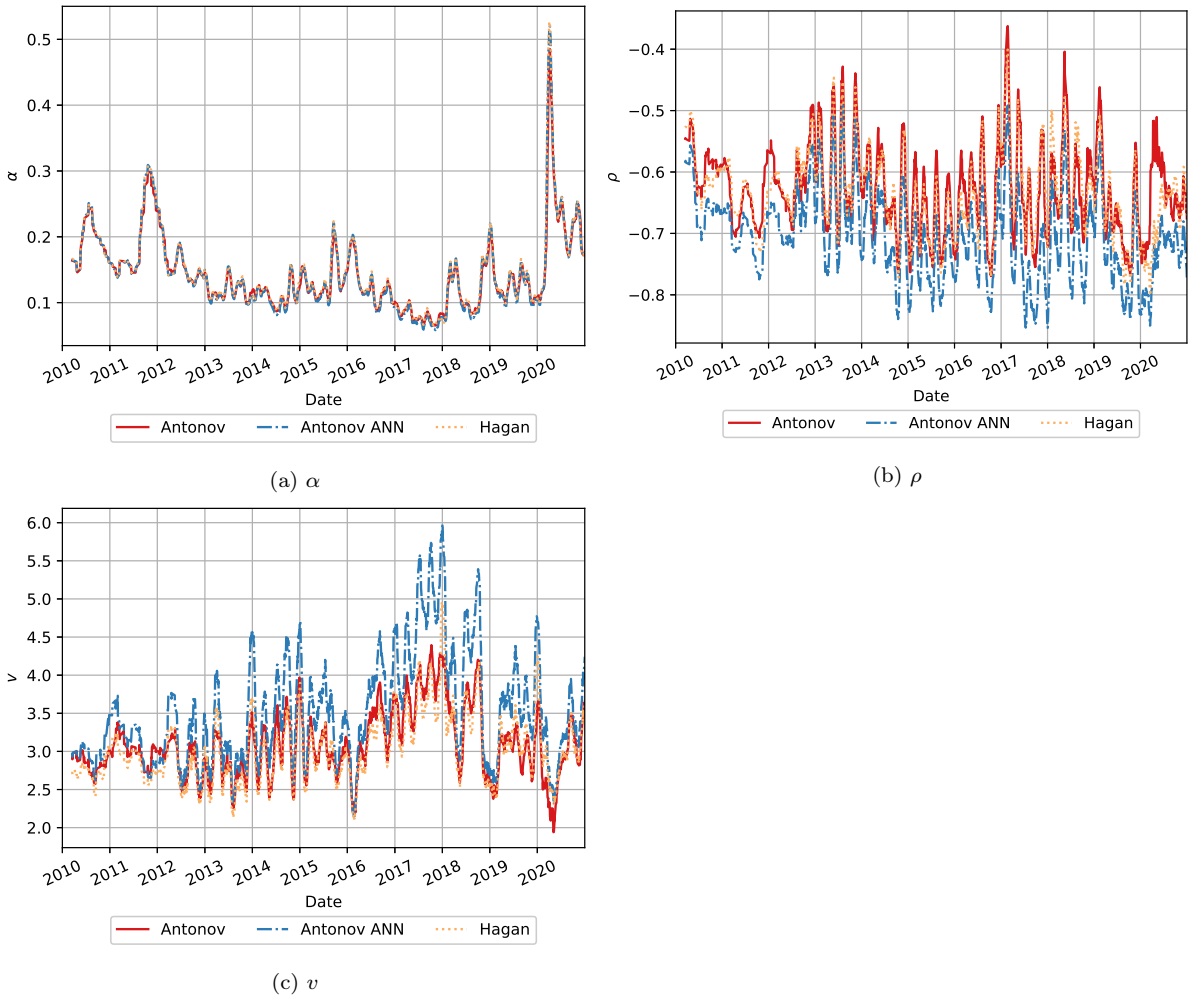 0.5
0.4
0.3
0.2
0.1
α
2010 2011 2012 2013 2014 2015 2016 2017 2018 2019 2020
Date
Antonov Antonov ANN Hagan
(a) α
−0.4
−0.5
−0.6
−0.7
−0.8
ρ
2010 2011 2012 2013 2014 2015 2016 2017 2018 2019 2020
Date
Antonov Antonov ANN Hagan
(b) ρ
6.0
5.5
5.0
4.5
4.0
3.5
3.0
2.5
2.0
v
2010 2011 2012 2013 2014 2015 2016 2017 2018 2019 2020
Date
Antonov Antonov ANN Hagan
(c) v